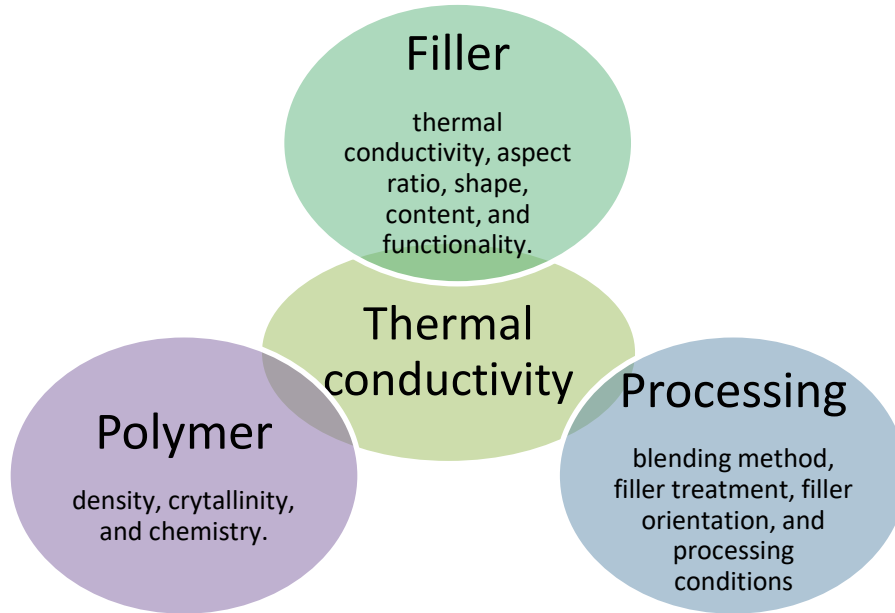 Filler
thermal
conductivity, aspect
ratio, shape,
content, and
functionality.
Thermal
conductivity
Polymer
density, crytallinity,
and chemistry.
Processing
blending method,
filler treatment, filler
orientation, and
processing
conditions